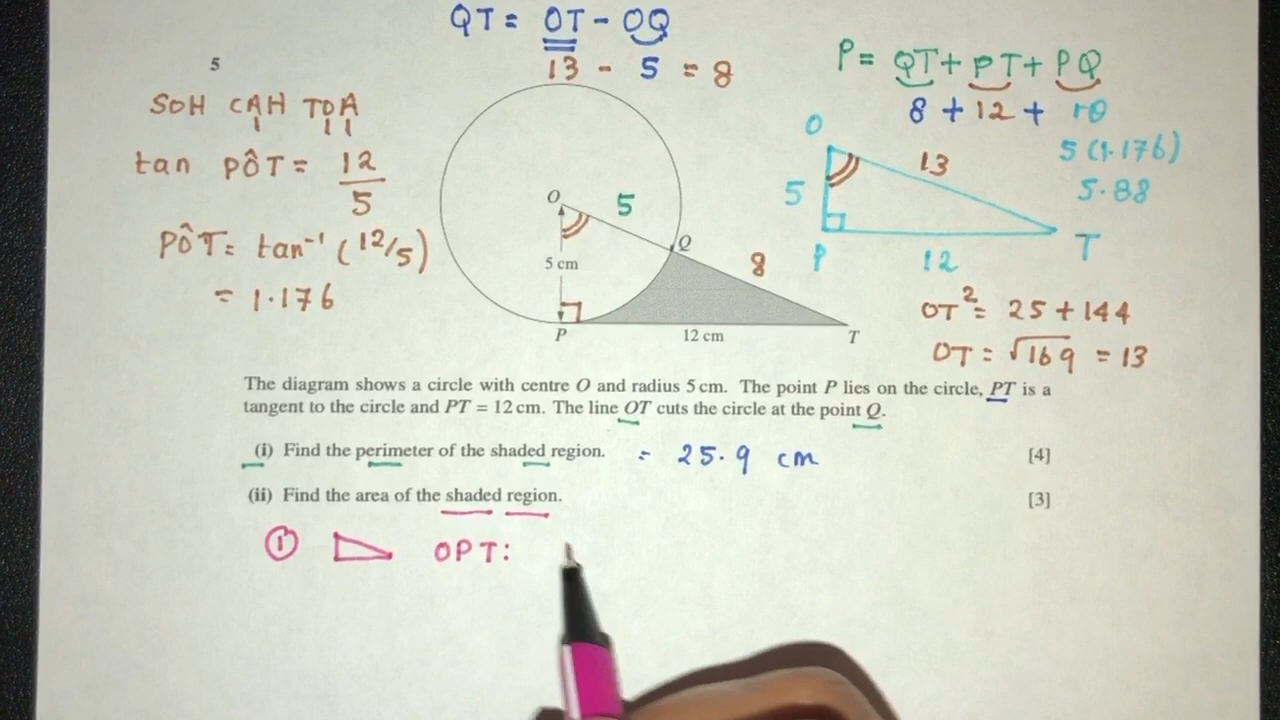 QT = OT - OQ
13 - 5 = 8
5
SOH CAH TOA
tan PÔT = 12/5
PÔT = tan⁻¹ (12/5)
= 1.176
P = QT + PT + PQ
8 + 12 + rθ
5 (1.176)
5.88
O
13
5
P
12
T
OT² = 25 + 144
OT = √169 = 13
O
5
Q
5 cm
8
P
12 cm
T
The diagram shows a circle with centre O and radius 5 cm. The point P lies on the circle, PT is a
tangent to the circle and PT = 12 cm. The line OT cuts the circle at the point Q.
(i) Find the perimeter of the shaded region. = 25.9 cm [4]
(ii) Find the area of the shaded region. [3]
① OPT: